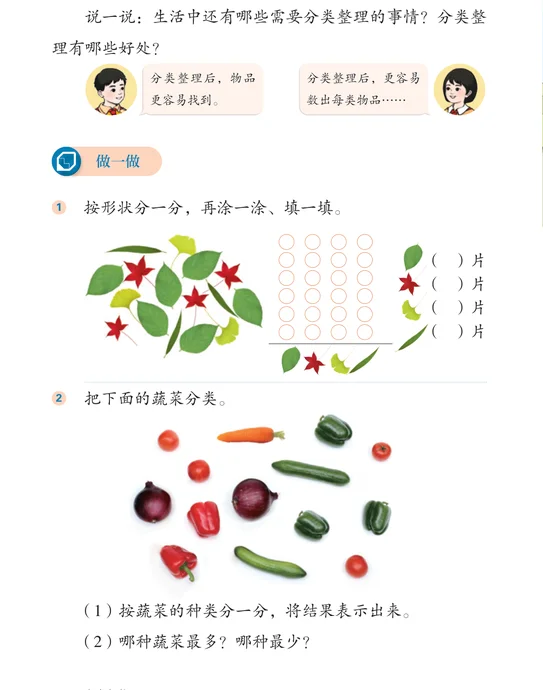 说一说：生活中还有哪些需要分类整理的事情？分类整
理有哪些好处？
分类整理后，物品
更容易找到。
分类整理后，更容易
数出每类物品……
做一做
1 按形状分一分，再涂一涂、填一填。
（ ）片
（ ）片
（ ）片
（ ）片
2 把下面的蔬菜分类。
（1）按蔬菜的种类分一分，将结果表示出来。
（2）哪种蔬菜最多？哪种最少？